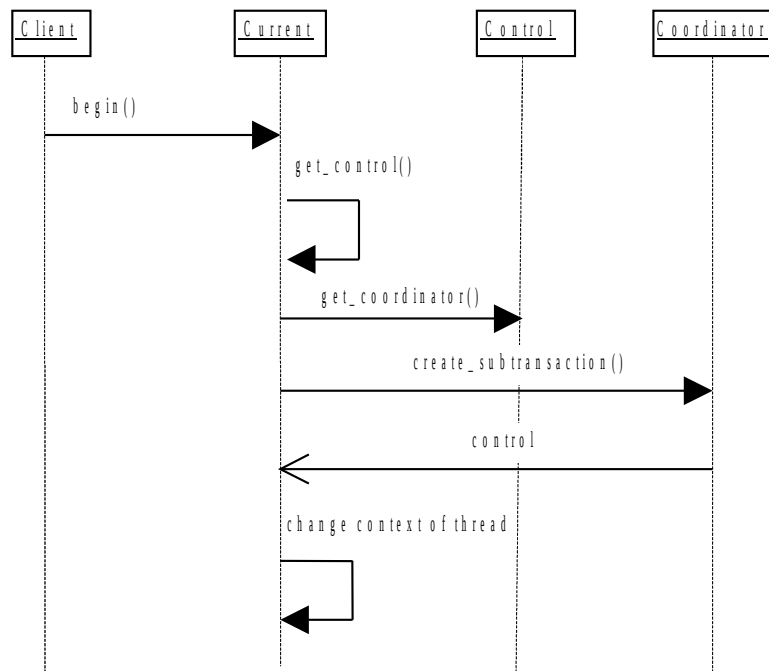 Client
Current
Control
Coordinator
begin()
get_control()
get_coordinator()
create_subtransaction()
control
change context of thread